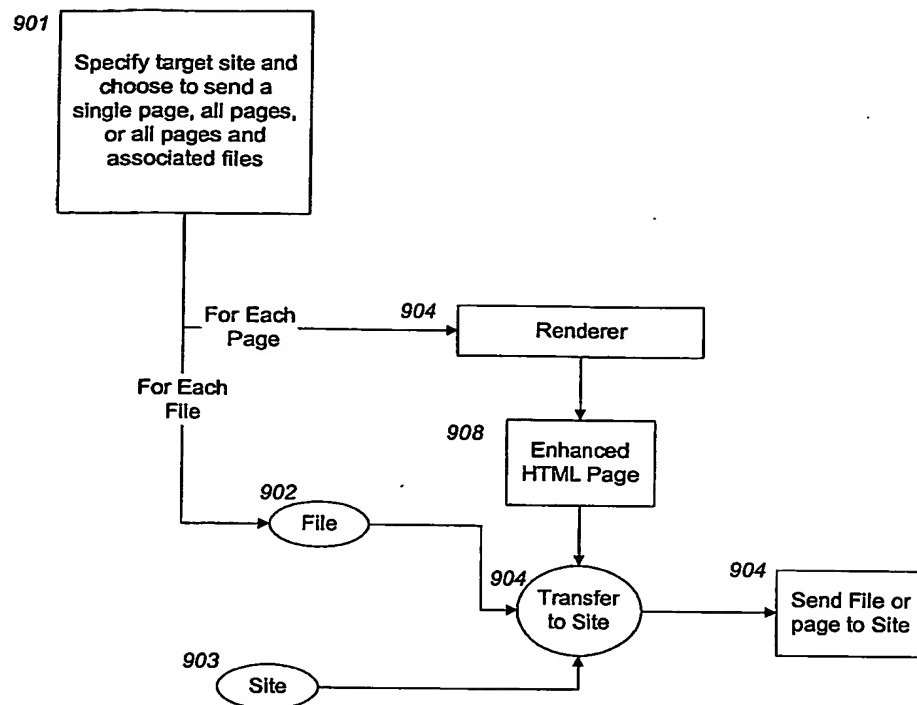 901
Specify target site and
choose to send a
single page, all pages,
or all pages and
associated files
For Each
Page
904
Renderer
For Each
File
908
Enhanced
HTML Page
902
File
904
Transfer
to Site
904
Send File or
page to Site
903
Site